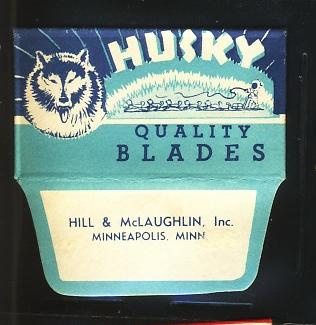 HUSKY
QUALITY
BLADES
HILL & McLAUGHLIN, Inc.
MINNEAPOLIS, MINN.